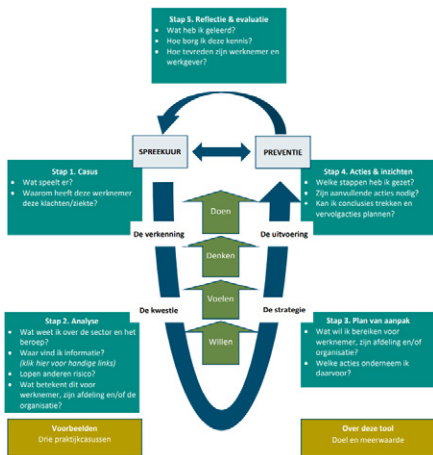 Stap 5. Reflectie & evaluatie
• Wat heb ik geleerd?
• Hoe borg ik deze kennis?
• Hoe tevreden zijn werknemer en
werkgever?
SPREEKUUR
PREVENTIE
Stap 1. Casus
• Wat speelt er?
• Waarom heeft deze werknemer
deze klachten/ziekte?
Stap 4. Acties & inzichten
• Welke stappen heb ik gezet?
• Zijn aanvullende acties nodig?
• Kan ik conclusies trekken en
vervolgacties plannen?
Doen
De verkenning
De uitvoering
Denken
Voelen
De kwestie
De strategie
Willen
Stap 2. Analyse
• Wat weet ik over de sector en het
beroep?
• Waar vind ik informatie?
(klik hier voor handige links)
• Lopen anderen risico?
• Wat betekent dit voor
werknemer, zijn afdeling en/of de
organisatie?
Stap 3. Plan van aanpak
• Wat wil ik bereiken voor
werknemer, zijn afdeling en/of
organisatie?
• Welke acties onderneem ik
daarvoor?
Voorbeelden
Drie praktijkcasussen
Over deze tool
Doel en meerwaarde